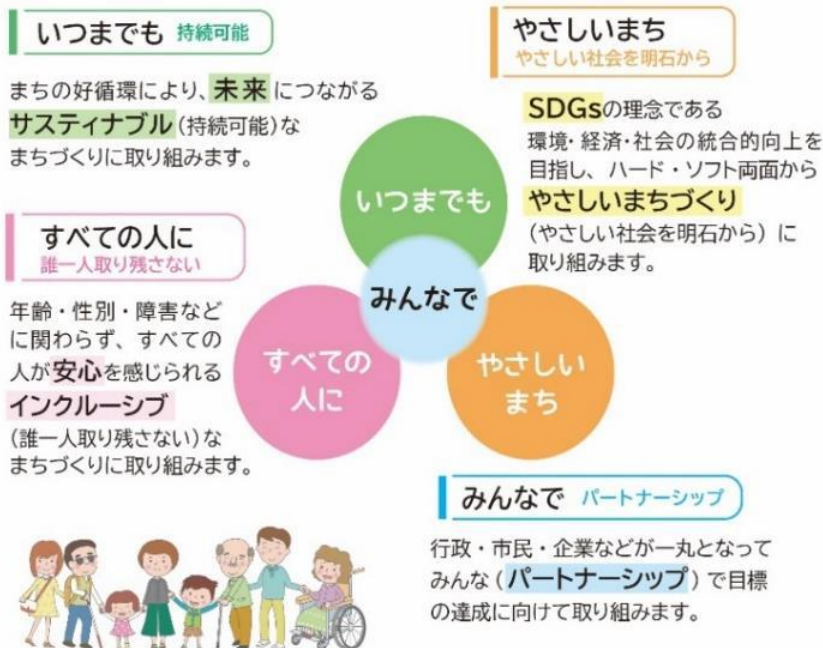 いつまでも 持続可能
まちの好循環により、未来につながる
サスティナブル(持続可能)な
まちづくりに取り組みます。
やさしいまち
やさしい社会を明石から
SDGsの理念である
環境・経済・社会の統合的向上を
目指し、ハード・ソフト両面から
やさしいまちづくり
(やさしい社会を明石から)に
取り組みます。
すべての人に
誰一人取り残さない
年齢・性別・障害など
に関わらず、すべての
人が安心を感じられる
インクルーシブ
(誰一人取り残さない)な
まちづくりに取り組みます。
いつまでも
みんなで
すべての
人に
やさしい
まち
みんなで パートナーシップ
行政・市民・企業などが一丸となって
みんな(パートナーシップ)で目標
の達成に向けて取り組みます。